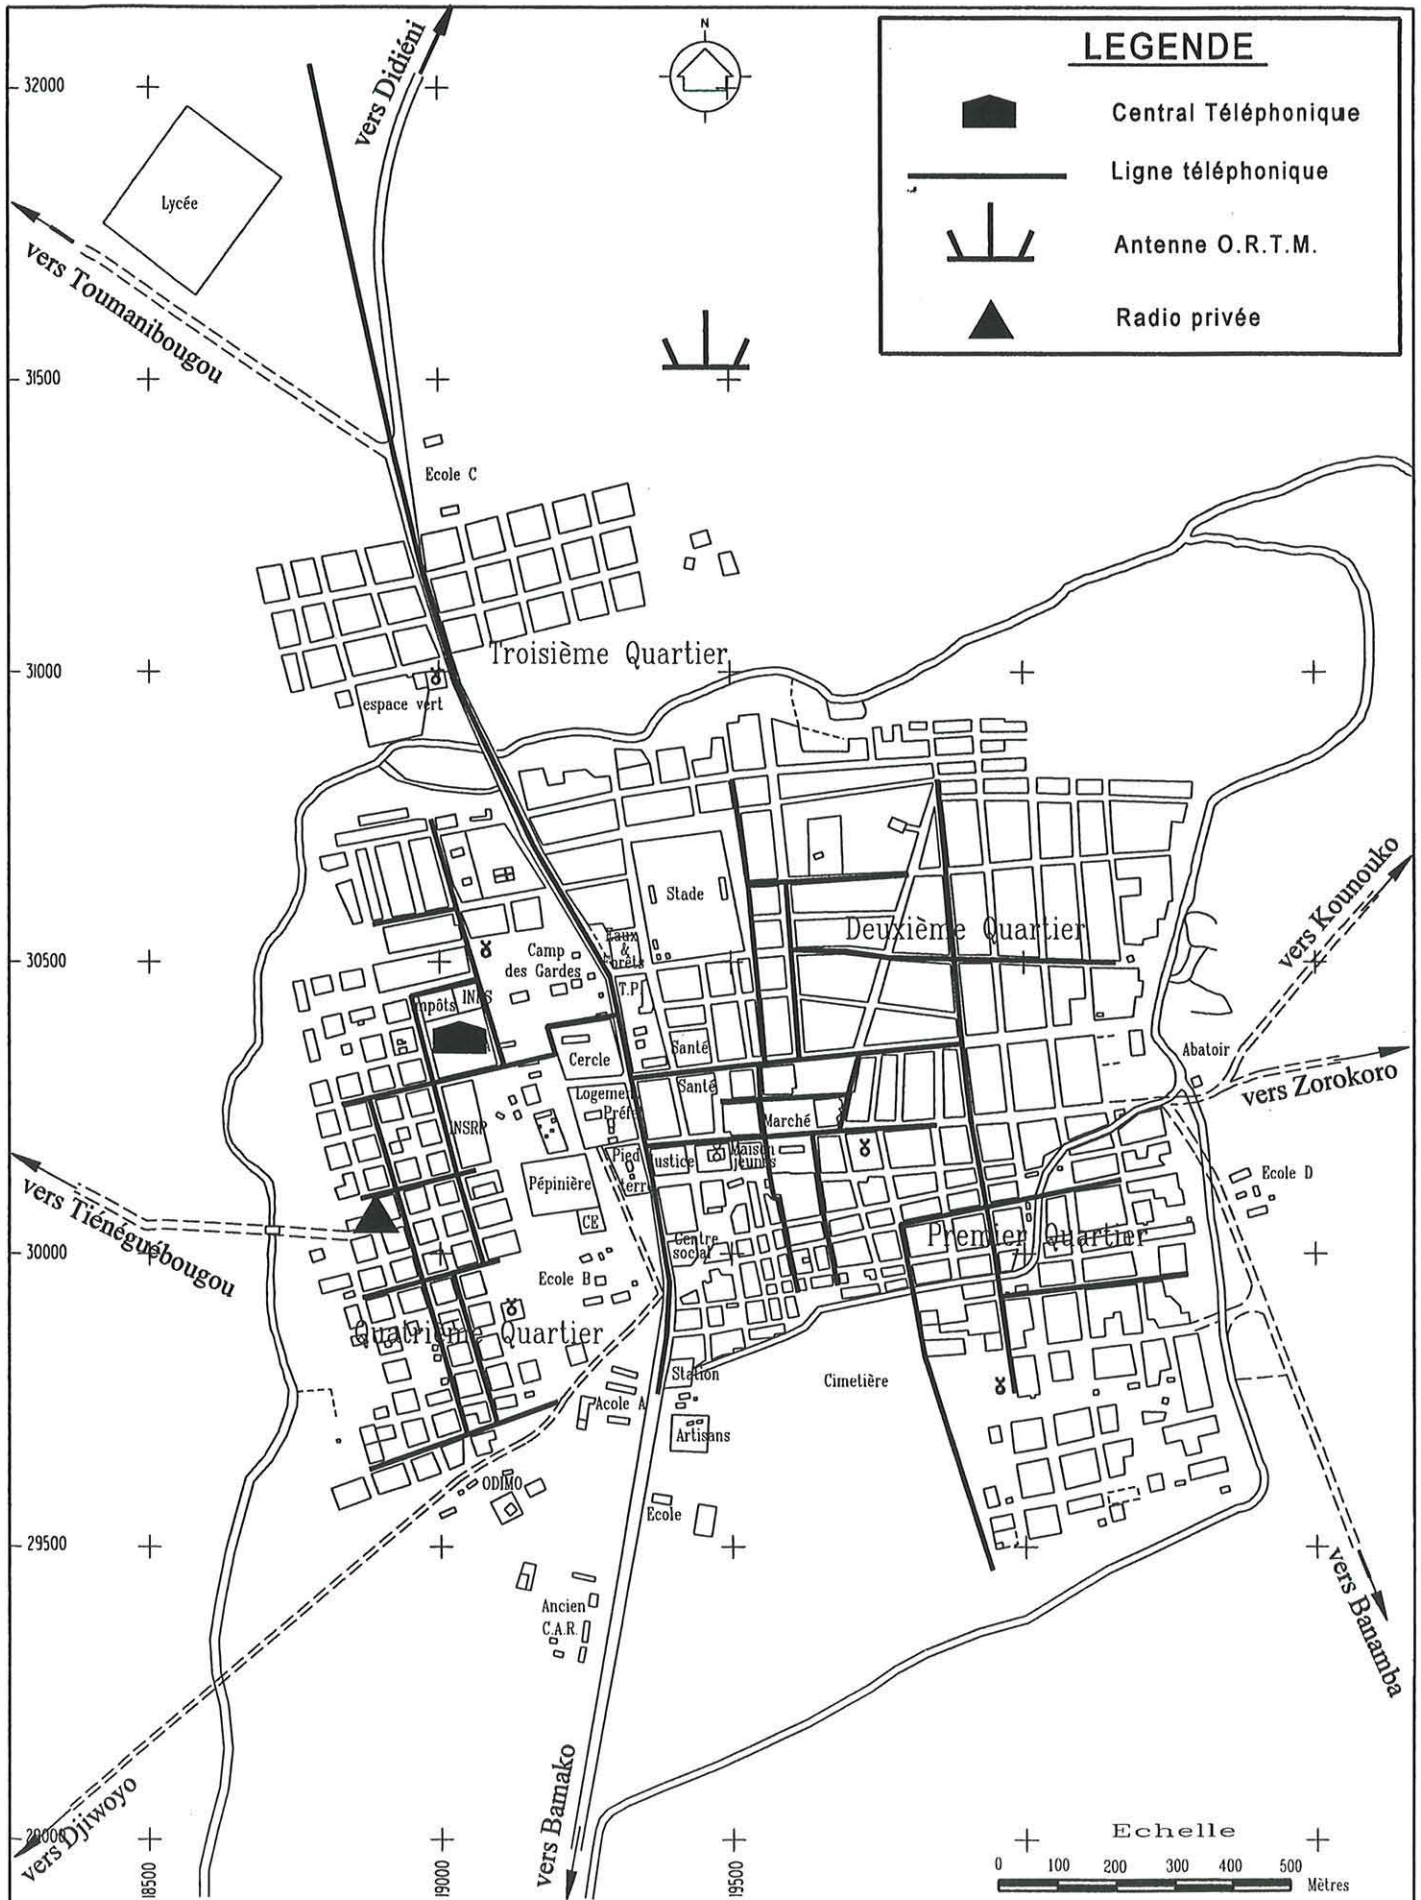 N
LEGENDE
Central Téléphonique
Ligne téléphonique
Antenne O.R.T.M.
Radio privée
32000
vers Didiéni
Lycée
vers Toumanibougou
31500
Ecole C
Troisième Quartier
31000
espace vert
Stade
Deuxième Quartier
vers Kounouko
Eaux
&
Forêts
Camp
des Gardes
30500
T.P.
INPS
Impôts
Santé
Cercle
Abatoir
vers Zorokoro
Santé
Logement
Préfet
Marché
INSRP
Maison
jeunes
Justice
Pied
terre
Ecole D
Pépinière
vers Tiénéguébougou
CE
Premier Quartier
Centre
social
30000
Ecole B
Quatrième Quartier
Station
Cimetière
Acole A
Artisans
ODIMO
Ecole
29500
Ancien
C.A.R.
vers Banamba
vers Djiwoyo
vers Bamako
Echelle
0 100 200 300 400 500
Mètres
18500
19000
19500